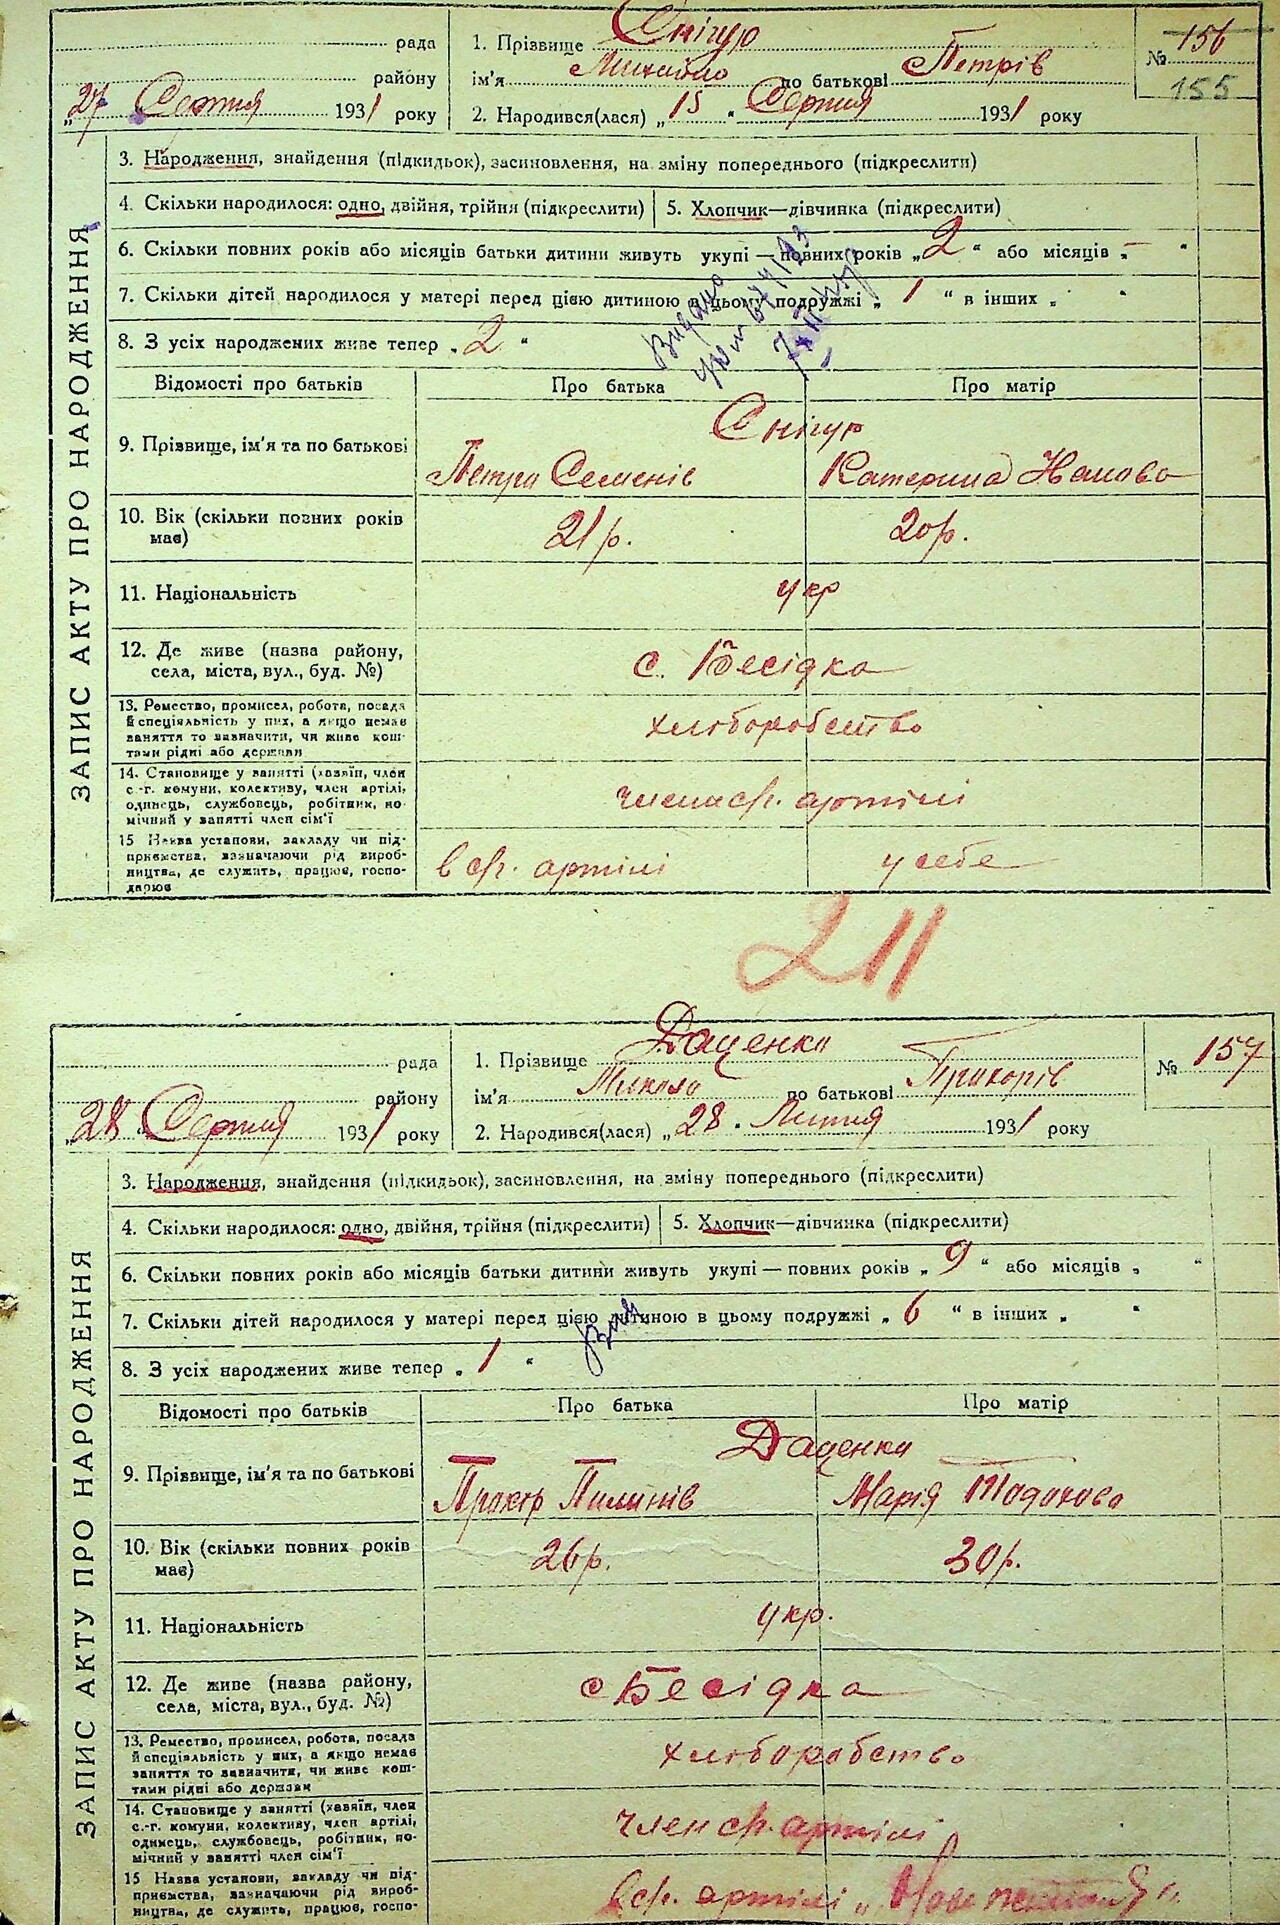 рада
району
„27 Серпня 1931 року
1. Прізвище Снігур
ім'я Михайло по батькові Петрів
2. Народився(лася) „15 " Серпня 1931 року
№ 156
155
ЗАПИС АКТУ ПРО НАРОДЖЕННЯ
3. Народження, знайдення (підкидьок), засиновлення, на зміну попереднього (підкреслити)
4. Скільки народилося: одно, двійня, трійня (підкреслити) 5. Хлопчик—дівчинка (підкреслити)
6. Скільки повних років або місяців батьки дитини живуть укупі — повних років „2 " або місяців „ — "
7. Скільки дітей народилося у матері перед цією дитиною в цьому подружжі „ 1 " в інших „ "
8. З усіх народжених живе тепер „ 2 "
Видано
Відомості про батьків Про батька Про матір
Снігур
9. Прізвище, ім'я та по батькові Петро Семенів Катерина
10. Вік (скільки повних років має) 21 р. 20 р.
11. Національність укр
12. Де живе (назва району, села, міста, вул., буд. №) с. Бесідка
13. Ремество, промисел, робота, посада й спеціяльність у них, а якщо немає заняття то зазначити, чи живе коштами рідні або держави хліборобство
14. Становище у занятті (хазяїн, член с.-г. комуни, колективу, член артілі, одинець, службовець, робітник, помічний у занятті член сім'ї
член с/г. артілі
15 Назва установи, закладу чи підприємства, зазначаючи рід виробництва, де служить, працює, господарює
в с/г. артілі у себе
211
рада
району
„28 Серпня 1931 року
1. Прізвище Даценко
ім'я Микола по батькові
2. Народився(лася) „28 " Липня 1931 року
№ 157
ЗАПИС АКТУ ПРО НАРОДЖЕННЯ
3. Народження, знайдення (підкидьок), засиновлення, на зміну попереднього (підкреслити)
4. Скільки народилося: одно, двійня, трійня (підкреслити) 5. Хлопчик—дівчинка (підкреслити)
6. Скільки повних років або місяців батьки дитини живуть укупі — повних років „ 9 " або місяців „ "
7. Скільки дітей народилося у матері перед цією дитиною в цьому подружжі „ 6 " в інших „ "
8. З усіх народжених живе тепер „ 1 "
Відомості про батьків Про батька Про матір
Даценко
9. Прізвище, ім'я та по батькові Пилипів Марія
10. Вік (скільки повних років має) 26 р. 30 р.
11. Національність укр.
12. Де живе (назва району, села, міста, вул., буд. №) с Бесідка
13. Ремество, промисел, робота, посада й спеціяльність у них, а якщо немає заняття то зазначити, чи живе коштами рідні або держави хліборобство
14. Становище у занятті (хазяїн, член с.-г. комуни, колективу, член артілі, одинець, службовець, робітник, помічний у занятті член сім'ї
член с/г. артілі
15 Назва установи, закладу чи підприємства, зазначаючи рід виробництва, де служить, працює, госпо-
в с/г. артілі